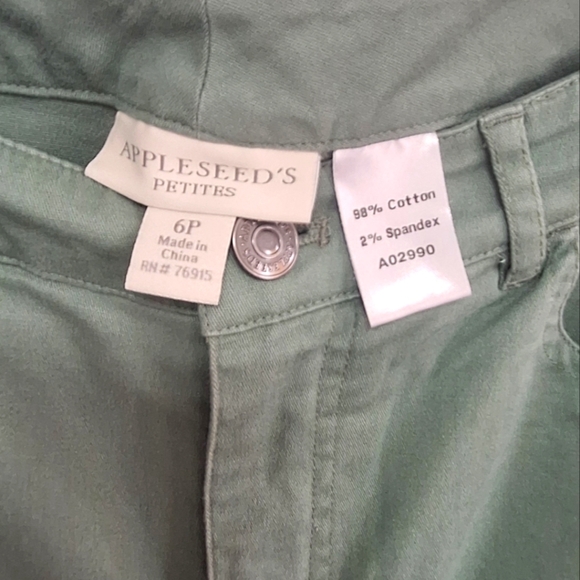 APPLESEED'S
PETITES
6P
Made in
China
RN# 76915
98% Cotton
2% Spandex
A02990